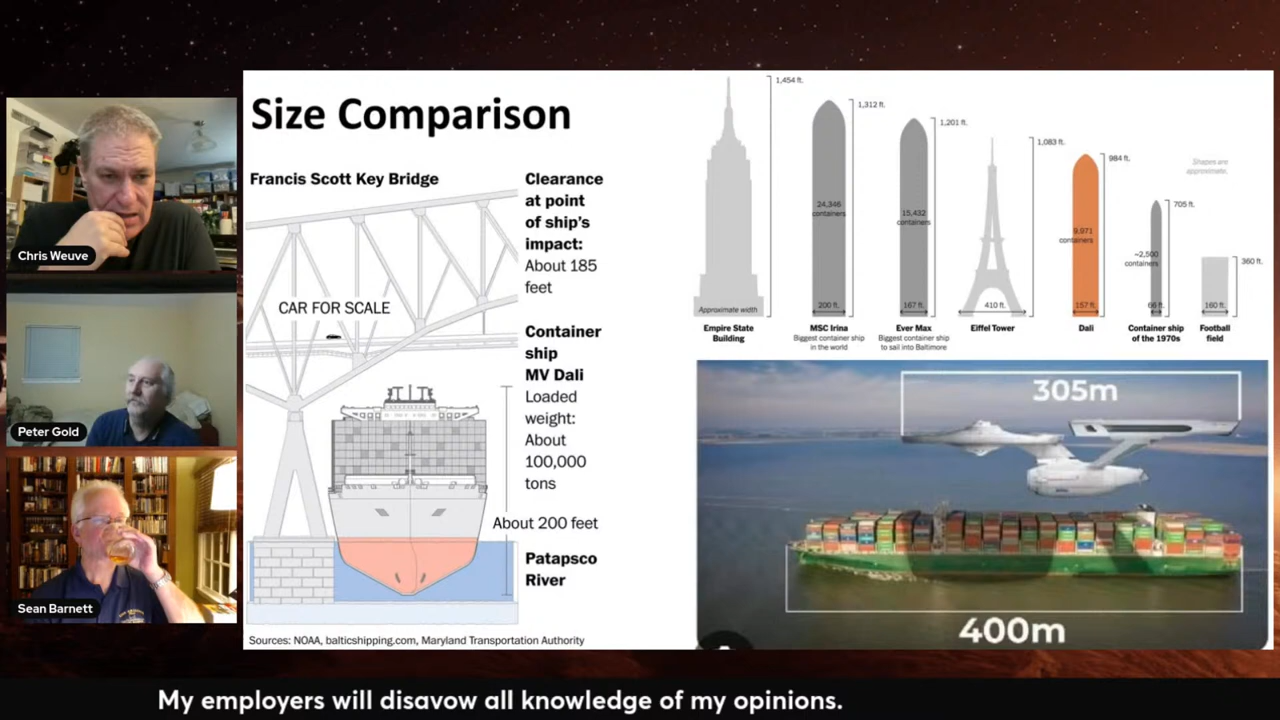 Chris Weuve
Peter Gold
Sean Barnett
Size Comparison
Francis Scott Key Bridge
CAR FOR SCALE
Clearance
at point
of ship's
impact:
About 185
feet
Container
ship
MV Dali
Loaded
weight:
About
100,000
tons
About 200 feet
Patapsco
River
Sources: NOAA, balticshipping.com, Maryland Transportation Authority
1,454 ft.
Approximate width
Empire State
Building
1,312 ft.
24,346
containers
200 ft.
MSC Irina
Biggest container ship
in the world
1,201 ft.
15,432
containers
167 ft.
Ever Max
Biggest container ship
to sail into Baltimore
1,083 ft.
410 ft.
Eiffel Tower
984 ft.
9,971
containers
157 ft.
Dali
705 ft.
~2,500
containers
66 ft.
Container ship
of the 1970s
Shapes are
approximate.
360 ft.
160 ft.
Football
field
305m
400m
My employers will disavow all knowledge of my opinions.